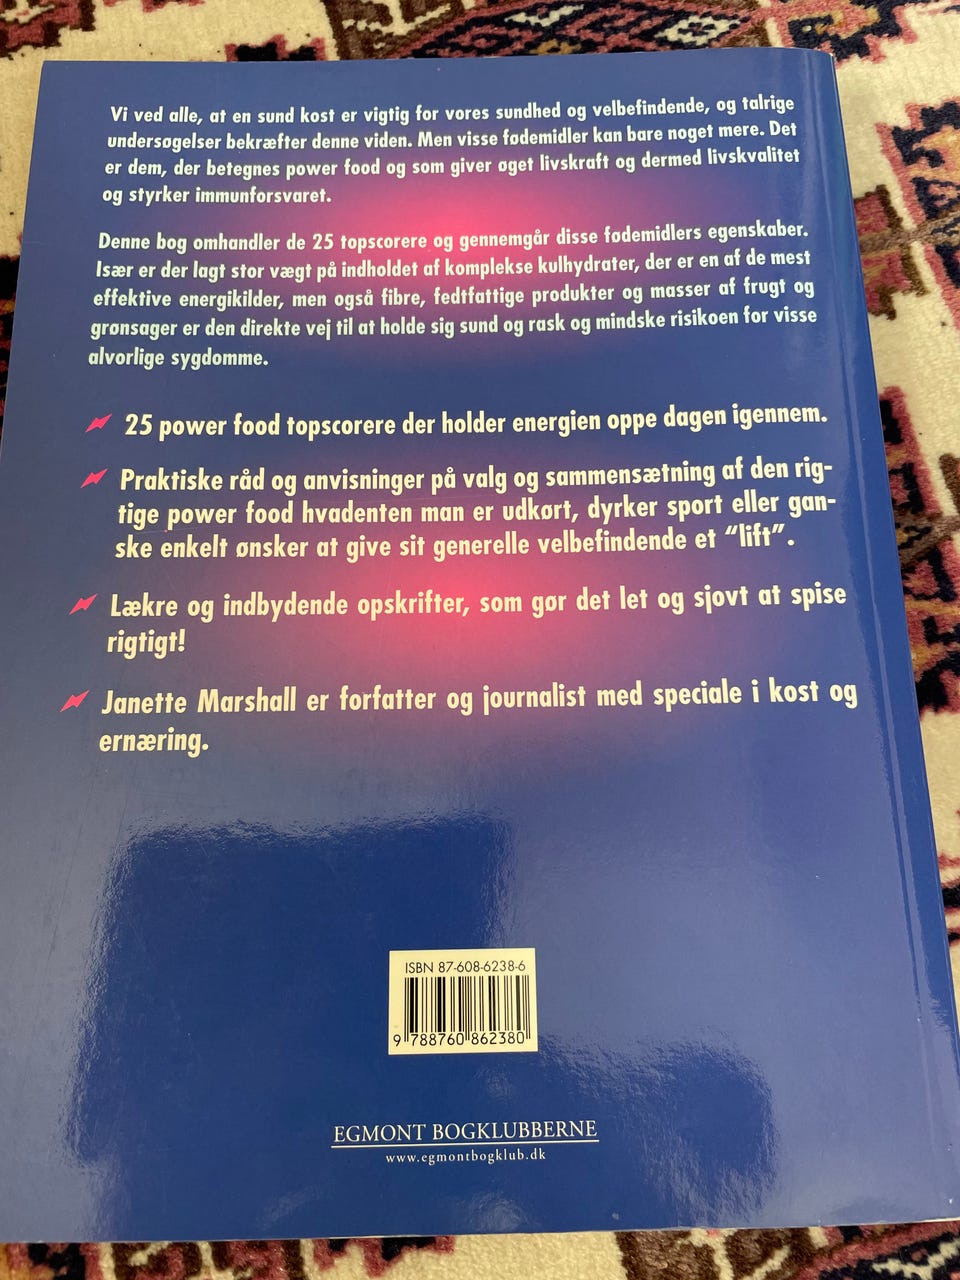 Vi ved alle, at en sund kost er vigtig for vores sundhed og velbefindende, og talrige
undersøgelser bekræfter denne viden. Men visse fødemidler kan bare noget mere. Det
er dem, der betegnes power food og som giver øget livskraft og dermed livskvalitet
og styrker immunforsvaret.
Denne bog omhandler de 25 topscorere og gennemgår disse fødemidlers egenskaber.
Især er der lagt stor vægt på indholdet af komplekse kulhydrater, der er en af de mest
effektive energikilder, men også fibre, fedtfattige produkter og masser af frugt og
grønsager er den direkte vej til at holde sig sund og rask og mindske risikoen for visse
alvorlige sygdomme.
25 power food topscorere der holder energien oppe dagen igennem.
Praktiske råd og anvisninger på valg og sammensætning af den rig-
tige power food hvadenten man er udkørt, dyrker sport eller gan-
ske enkelt ønsker at give sit generelle velbefindende et “lift”.
Lækre og indbydende opskrifter, som gør det let og sjovt at spise
rigtigt!
Janette Marshall er forfatter og journalist med speciale i kost og
ernæring.
ISBN 87-608-6238-6
9 788760 862380
EGMONT BOGKLUBBERNE
www.egmontbogklub.dk